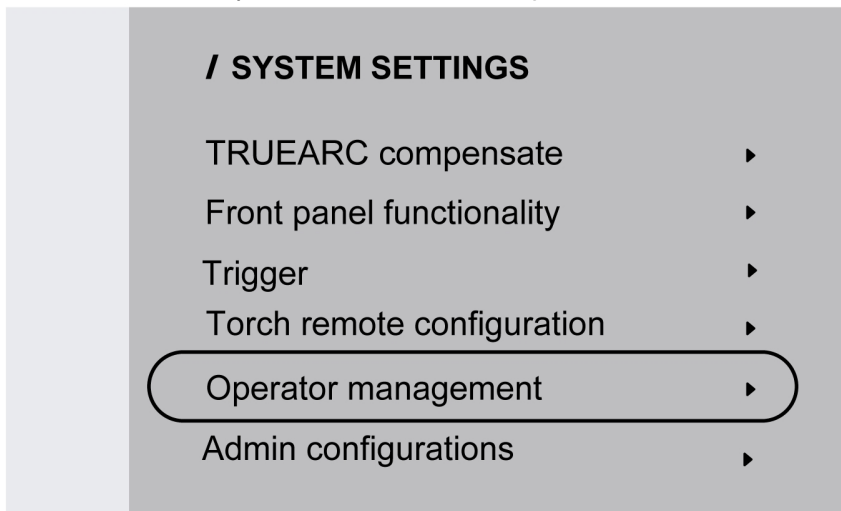 / SYSTEM SETTINGS
TRUEARC compensate
Front panel functionality
Trigger
Torch remote configuration
Operator management
Admin configurations